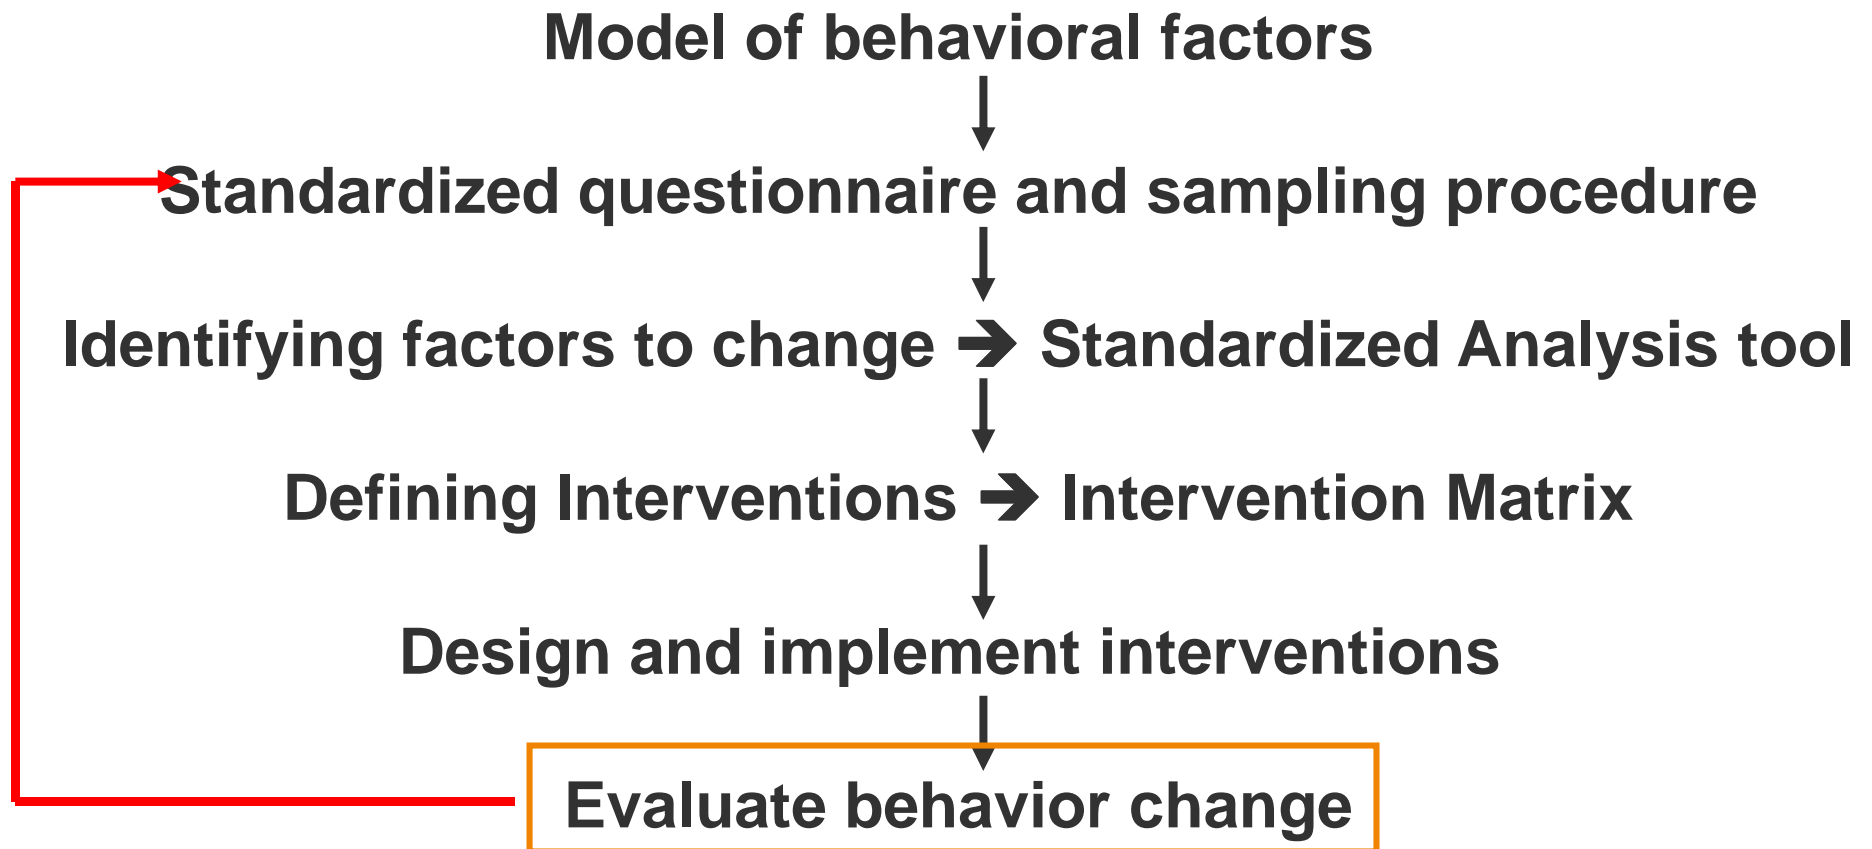 Model of behavioral factors
Standardized questionnaire and sampling procedure
Identifying factors to change ➔ Standardized Analysis tool
Defining Interventions ➔ Intervention Matrix
Design and implement interventions
Evaluate behavior change